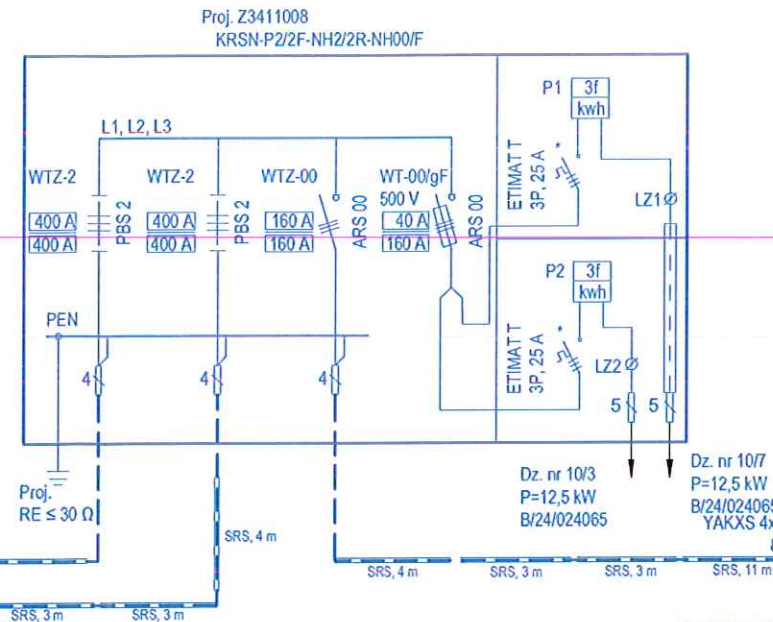 Proj. Z3411008
KRSN-P2/2F-NH2/2R-NH00/F
L1, L2, L3
WTZ-2
400 A
400 A
PBS 2
WTZ-2
400 A
400 A
PBS 2
WTZ-00
160 A
160 A
ARS 00
WT-00/gF
500 V
40 A
160 A
ARS 00
P1
3f
kwh
ETIMAT T
3P, 25 A
*
LZ1
P2
3f
kwh
ETIMAT T
3P, 25 A
*
LZ2
PEN
4
4
4
5
5
Proj.
RE ≤ 30 Ω
Dz. nr 10/3
P=12,5 kW
B/24/024065
Dz. nr 10/7
P=12,5 kW
B/24/024065
YAKXS 4x
SRS, 4 m
SRS, 3 m
SRS, 3 m
SRS, 4 m
SRS, 3 m
SRS, 3 m
SRS, 11 m